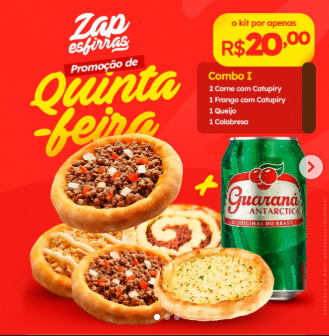 Zap
esfirras
Promoção de
Quinta
-feira
o kit por apenas
R$20,00
Combo I
2 Carne com Catupiry
1 Frango com Catupiry
1 Queijo
1 Calabresa
+
Guaraná
ANTARCTICA
O ORIGINAL DO BRASIL